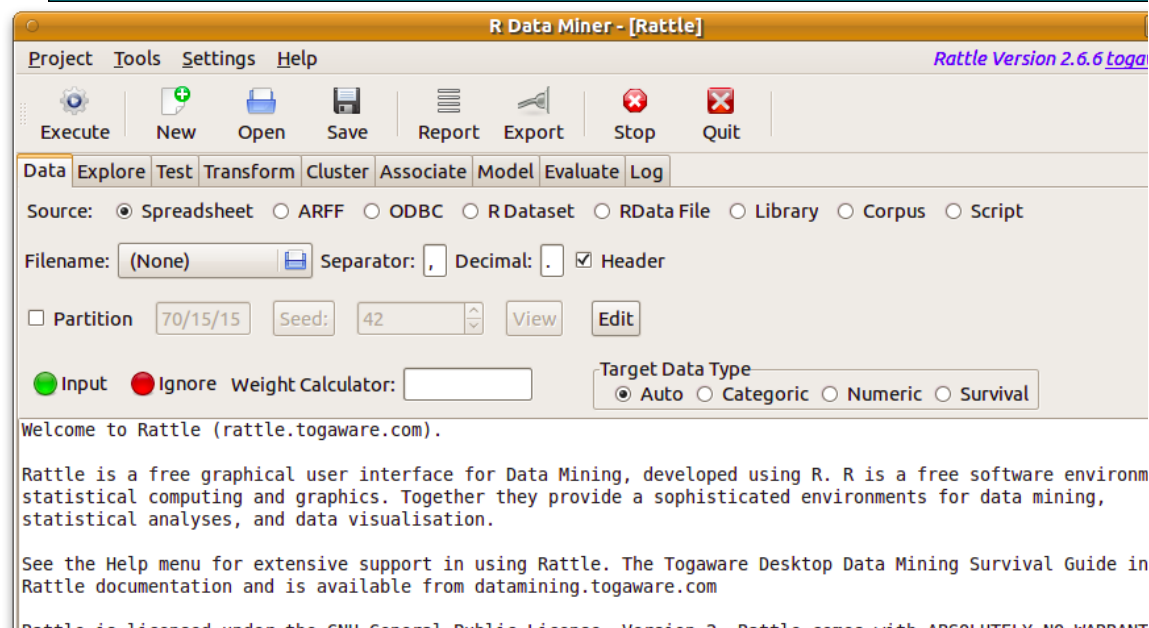 R Data Miner - [Rattle]
Project Tools Settings Help Rattle Version 2.6.6
Execute New Open Save Report Export Stop Quit
Data Explore Test Transform Cluster Associate Model Evaluate Log
Source: Spreadsheet ARFF ODBC R Dataset RData File Library Corpus Script
Filename: (None) Separator: , Decimal: . Header
Partition 70/15/15 Seed: 42 View Edit
Target Data Type
Input Ignore Weight Calculator: Auto Categoric Numeric Survival
Welcome to Rattle (rattle.togaware.com).
Rattle is a free graphical user interface for Data Mining, developed using R. R is a free software
statistical computing and graphics. Together they provide a sophisticated environments for data mining,
statistical analyses, and data visualisation.
See the Help menu for extensive support in using Rattle. The Togaware Desktop Data Mining Survival Guide in
Rattle documentation and is available from datamining.togaware.com